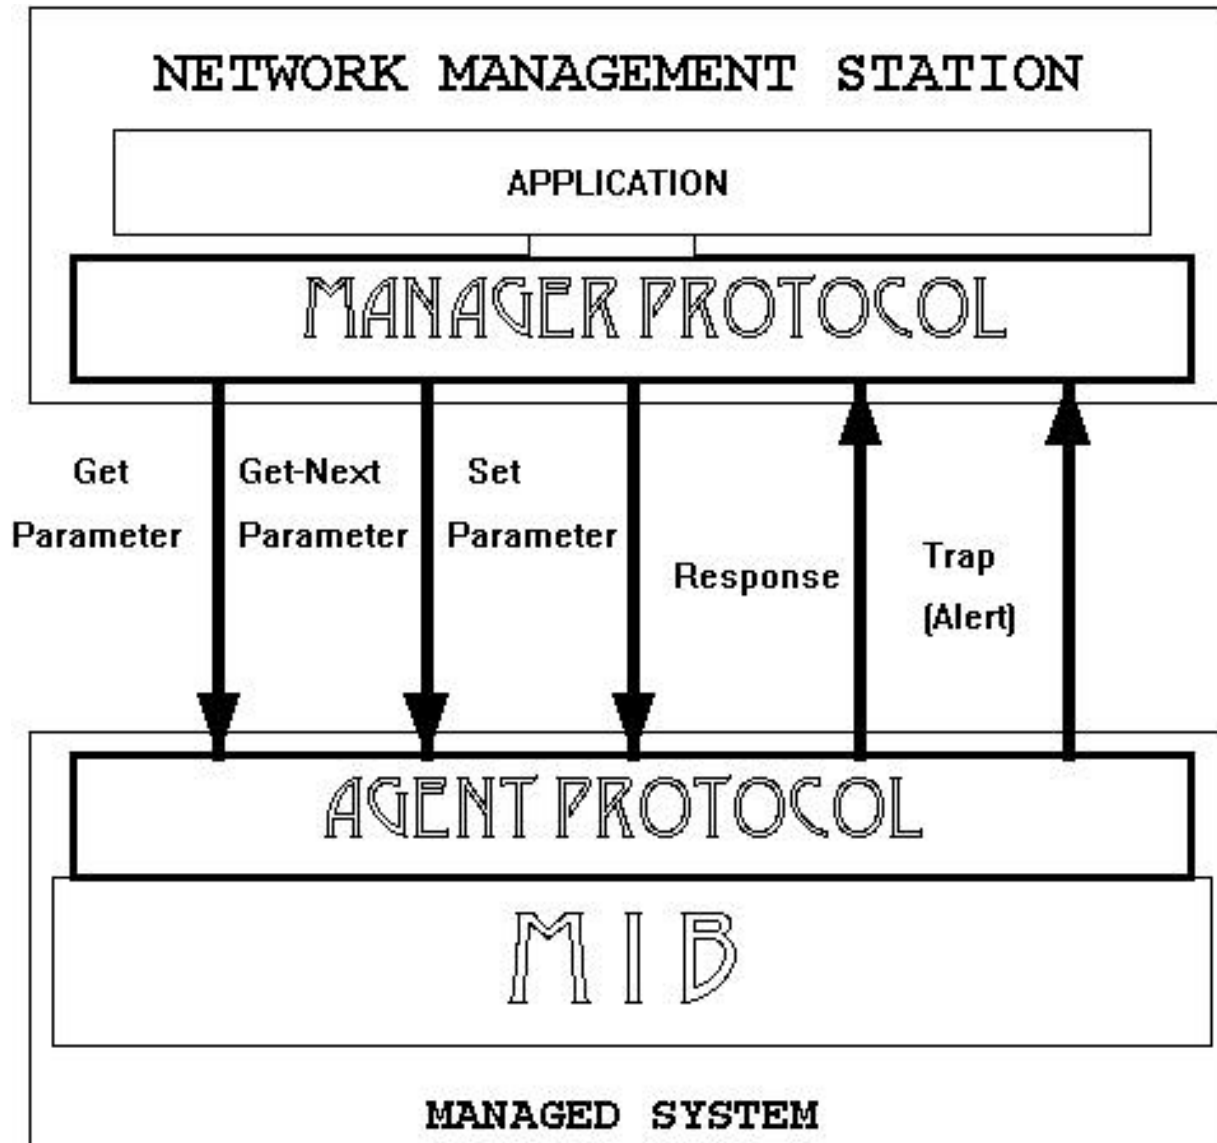 NETWORK MANAGEMENT STATION
APPLICATION
MANAGER PROTOCOL
Get
Parameter
Get-Next
Parameter
Set
Parameter
Response
Trap
(Alert)
AGENT PROTOCOL
MIB
MANAGED SYSTEM